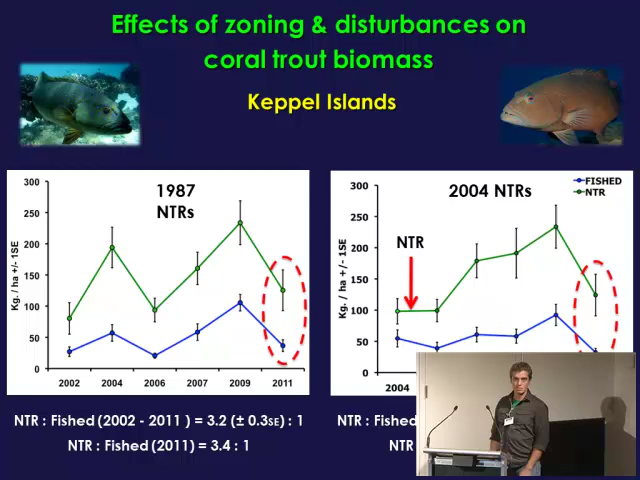 Effects of zoning & disturbances on
coral trout biomass
Keppel Islands
1987
NTRs
Kg. / ha +/- 1SE
300
250
200
150
100
50
0
2002
2004
2006
2007
2009
2011
2004 NTRs
FISHED
NTR
NTR
Kg. / ha +/- 1SE
300
250
200
150
100
50
0
2004
NTR : Fished (2002 - 2011 ) = 3.2 (± 0.3SE) : 1
NTR : Fished (2011) = 3.4 : 1
NTR : Fished
NTR